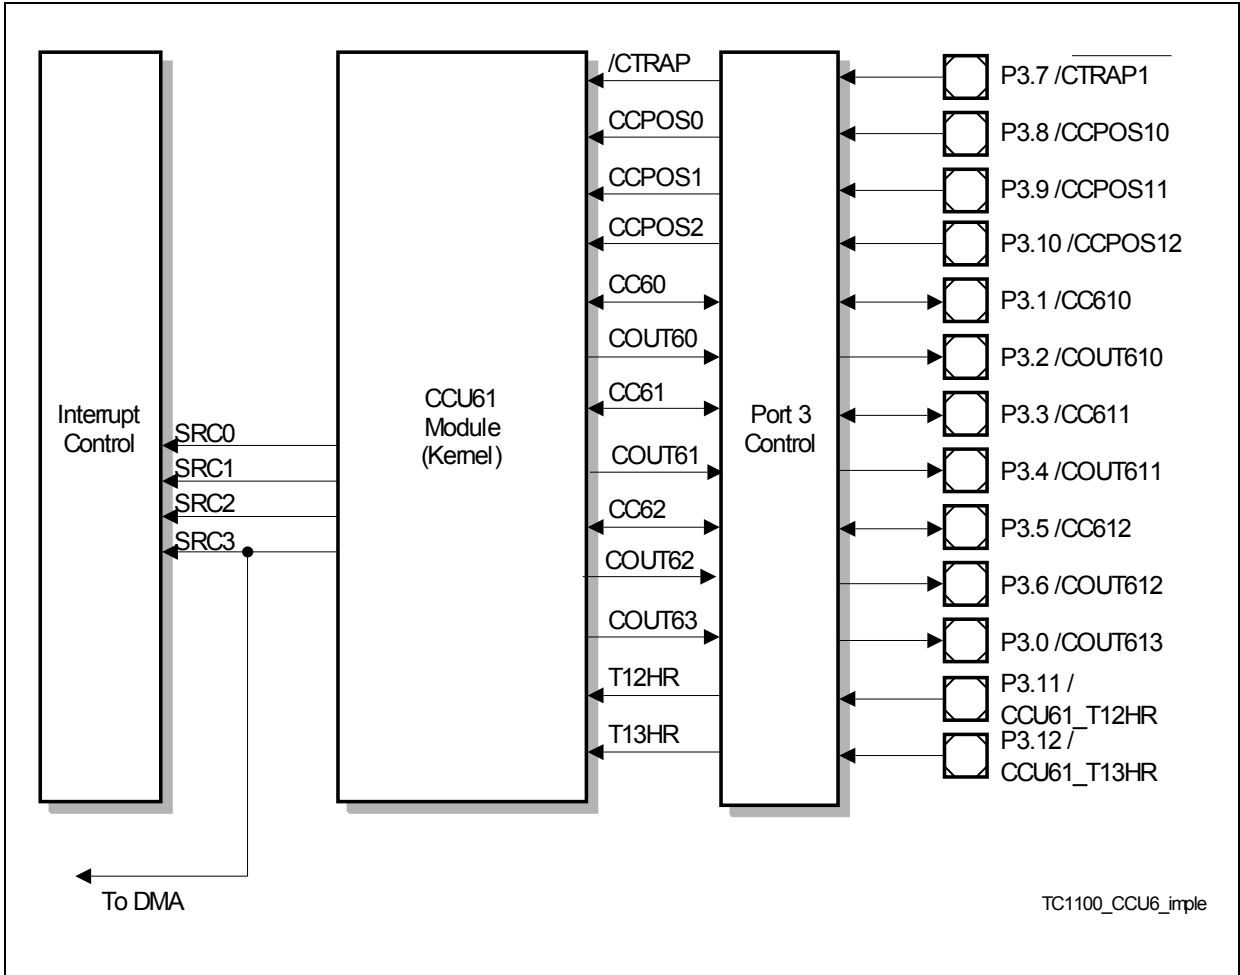 /CTRAP
P3.7 /CTRAP1
CCPOS0
P3.8 /CCPOS10
CCPOS1
P3.9 /CCPOS11
CCPOS2
P3.10 /CCPOS12
CC60
P3.1 /CC610
COUT60
P3.2 /COUT610
CC61
P3.3 /CC611
COUT61
P3.4 /COUT611
CC62
P3.5 /CC612
COUT62
P3.6 /COUT612
COUT63
P3.0 /COUT613
T12HR
P3.11 /
CCU61_T12HR
T13HR
P3.12 /
CCU61_T13HR
Interrupt
Control
SRC0
SRC1
SRC2
SRC3
CCU61
Module
(Kernel)
Port 3
Control
To DMA
TC1100_CCU6_imple